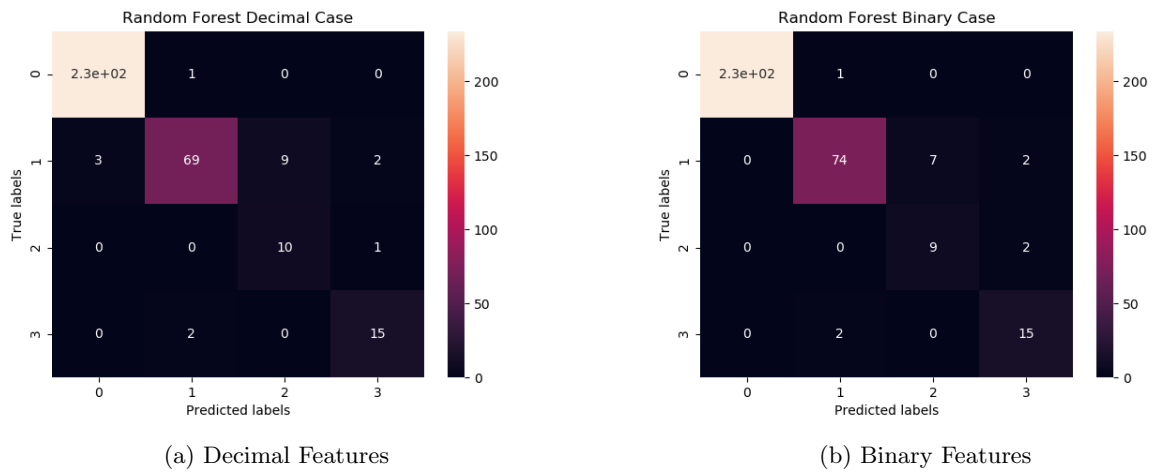 Random Forest Decimal Case
0 2.3e+02 1 0 0
1 3 69 9 2
2 0 0 10 1
3 0 2 0 15
0 1 2 3
True labels
Predicted labels
200
150
100
50
0
(a) Decimal Features
Random Forest Binary Case
0 2.3e+02 1 0 0
1 0 74 7 2
2 0 0 9 2
3 0 2 0 15
0 1 2 3
True labels
Predicted labels
200
150
100
50
0
(b) Binary Features